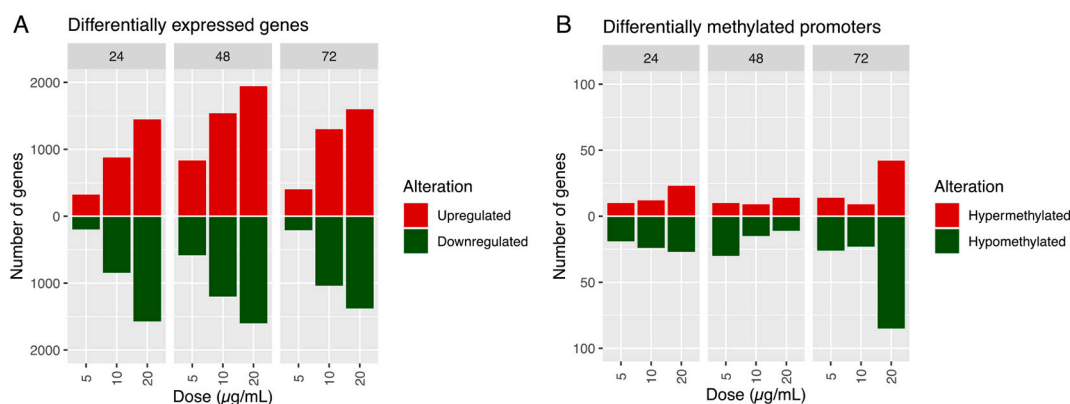 A Differentially expressed genes
24 48 72
Number of genes
2000
1000
0
1000
2000
5 10 20 5 10 20 5 10 20
Dose (µg/mL)
Alteration
Upregulated
Downregulated
B Differentially methylated promoters
24 48 72
Number of genes
100
50
0
50
100
5 10 20 5 10 20 5 10 20
Dose (µg/mL)
Alteration
Hypermethylated
Hypomethylated